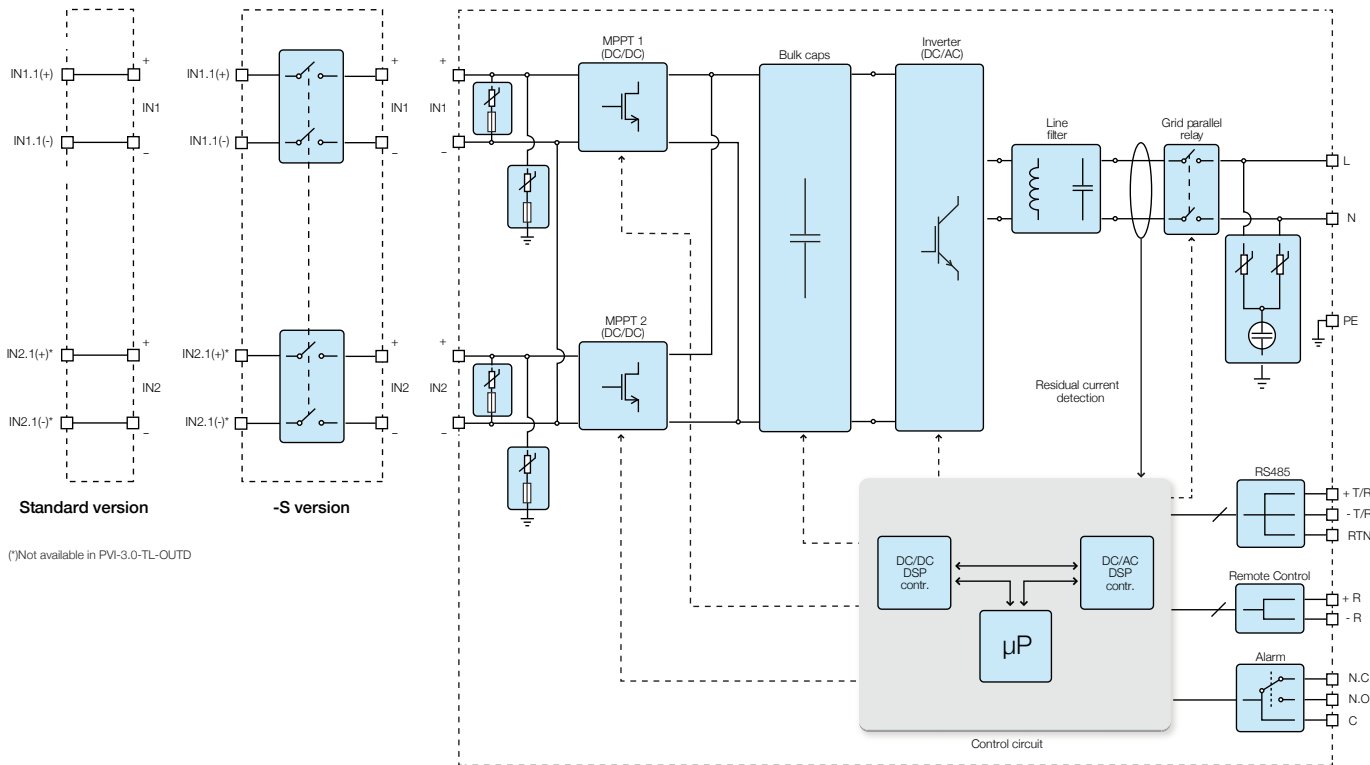 MPPT 1
(DC/DC)
Bulk caps
Inverter
(DC/AC)
IN1.1(+)
+
IN1
IN1.1(-)
−
IN1.1(+)
+
IN1
IN1.1(-)
−
+
IN1
−
Line
filter
Grid parallel
relay
L
N
PE
MPPT 2
(DC/DC)
IN2.1(+)*
+
IN2
IN2.1(-)*
−
IN2.1(+)*
+
IN2
IN2.1(-)*
−
+
IN2
−
Residual current
detection
Standard version
-S version
(*)Not available in PVI-3.0-TL-OUTD
RS485
+ T/R
- T/R
RTN
DC/DC
DSP
contr.
DC/AC
DSP
contr.
µP
Remote Control
+ R
- R
Alarm
N.C
N.O
C
Control circuit